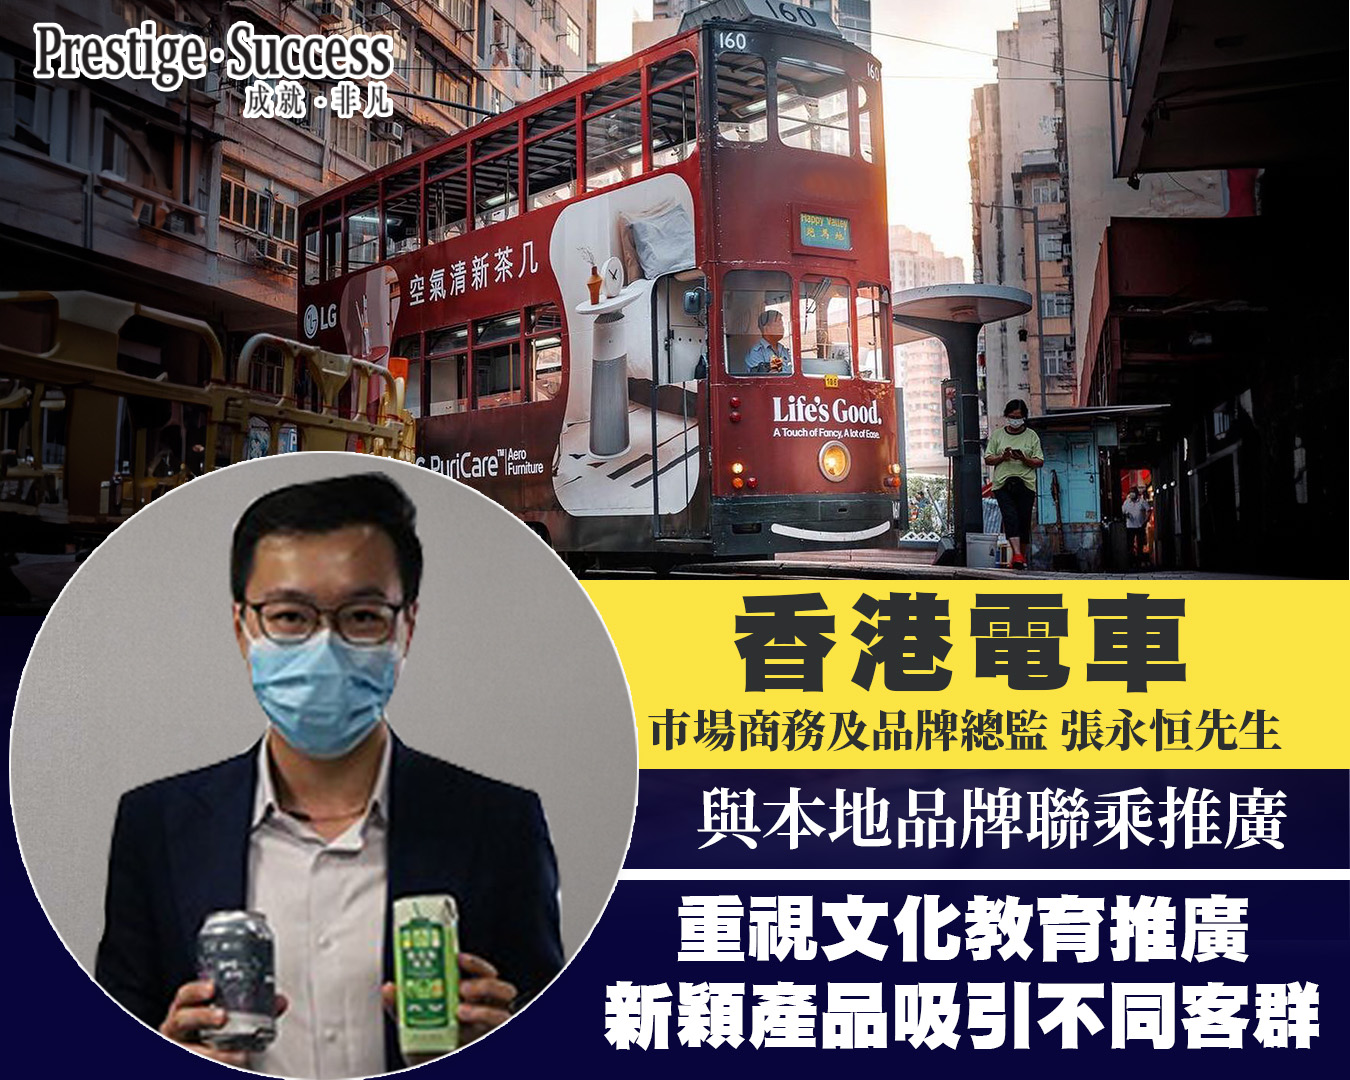 Prestige·Success
成就·非凡
160
160
160
Happy Valley
跑馬地
空氣清新茶几
LG
Life's Good.
A Touch of Fancy, A lot of Ease.
106
PuriCare™ Aero
Furniture
香港電車
市場商務及品牌總監 張永恒先生
與本地品牌聯乘推廣
重視文化教育推廣
新穎產品吸引不同客群